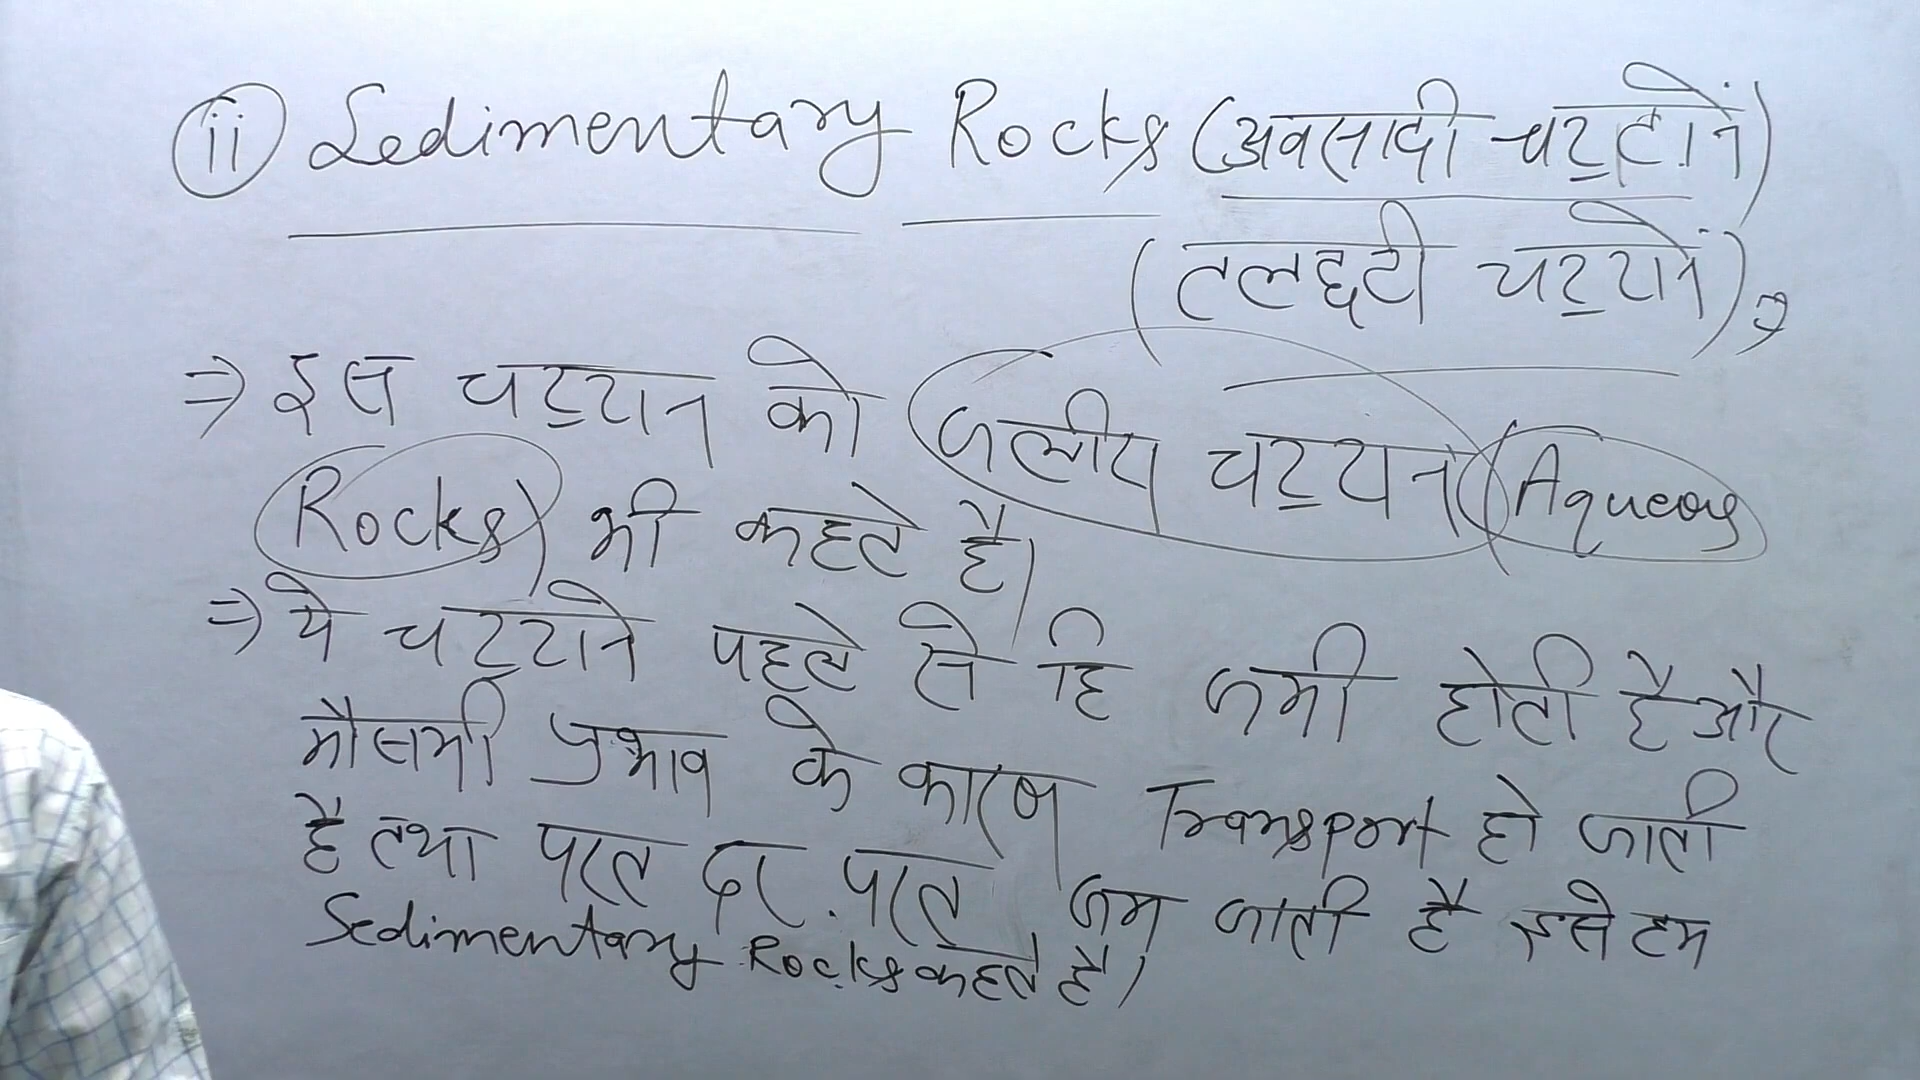 (ii) Sedimentary Rocks (अवसादी चट्टानें)
(तलछटी चट्टानें) :-
⇒ इस चट्टान को जलीय चट्टान (Aqueous
Rocks) भी कहते है।
⇒ ये चट्टाने पहले से हि जमी होती है और
मौसमी प्रभाव के कारण Transport हो जाती
है तथा परत दर परत जम जाती है इसे हम
Sedimentary Rocks कहते है।